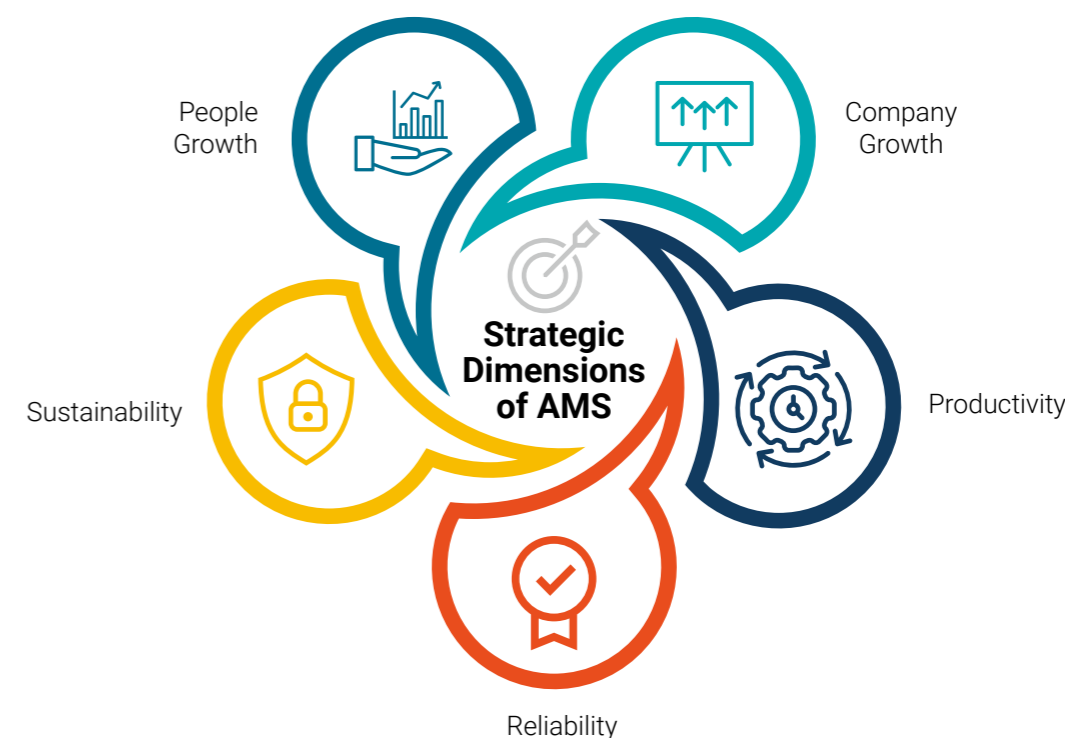 People
Growth
Company
Growth
Strategic
Dimensions
of AMS
Sustainability
Productivity
Reliability